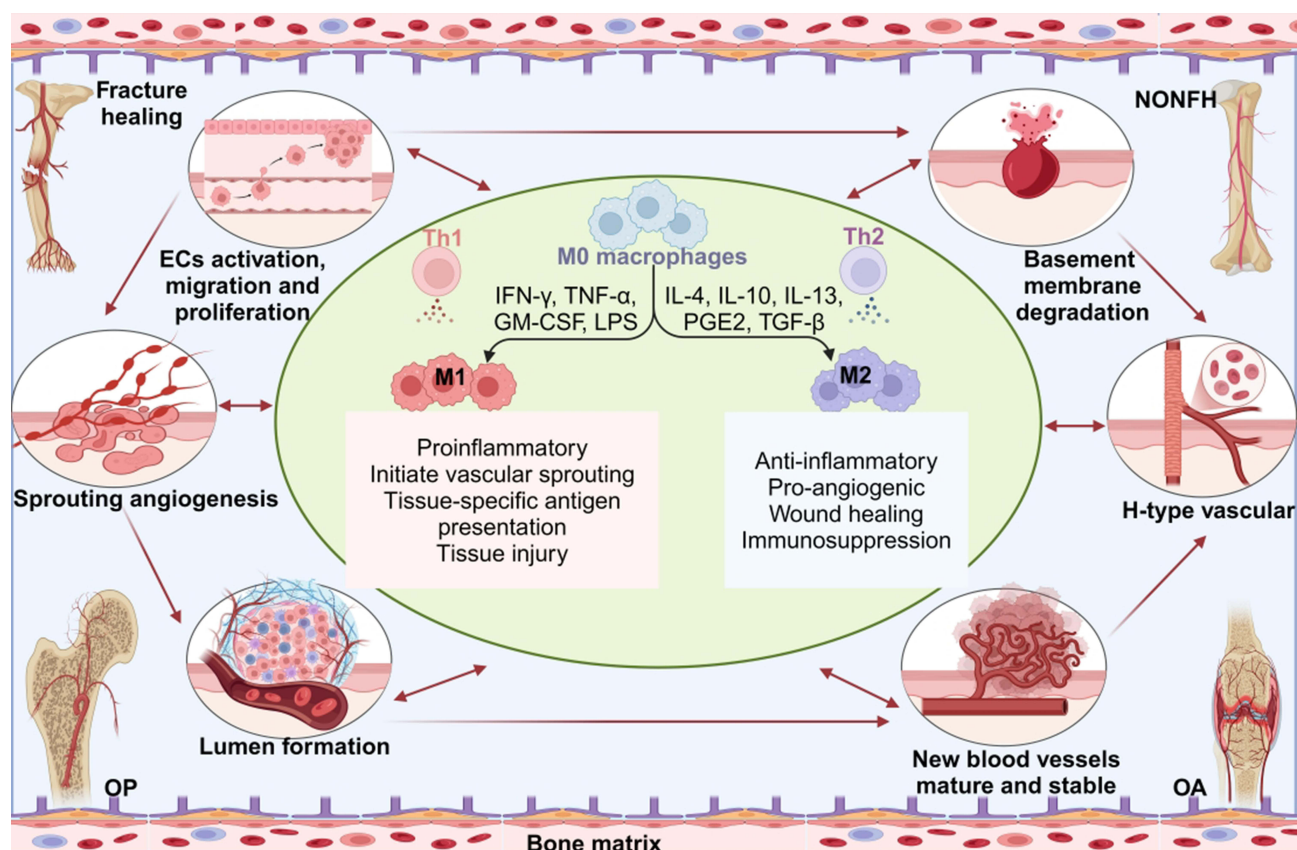 Fracture
healing
NONFH
ECs activation,
migration and
proliferation
Basement
membrane
degradation
Th1
Th2
M0 macrophages
IFN-γ, TNF-α,
GM-CSF, LPS
IL-4, IL-10, IL-13,
PGE2, TGF-β
M1
M2
Proinflammatory
Initiate vascular sprouting
Tissue-specific antigen
presentation
Tissue injury
Anti-inflammatory
Pro-angiogenic
Wound healing
Immunosuppression
Sprouting angiogenesis
H-type vascular
Lumen formation
New blood vessels
mature and stable
OP
OA
Bone matrix